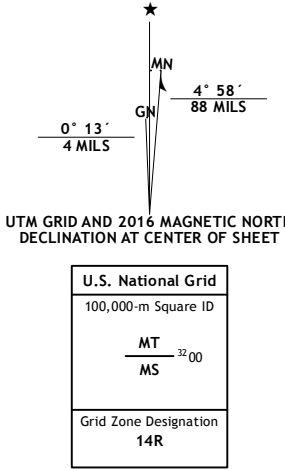 ★
MN
GN
4° 58´
88 MILS
0° 13´
4 MILS
UTM GRID AND 2016 MAGNETIC NORTH
DECLINATION AT CENTER OF SHEET
U.S. National Grid
100,000-m Square ID
MT
3200
MS
Grid Zone Designation
14R